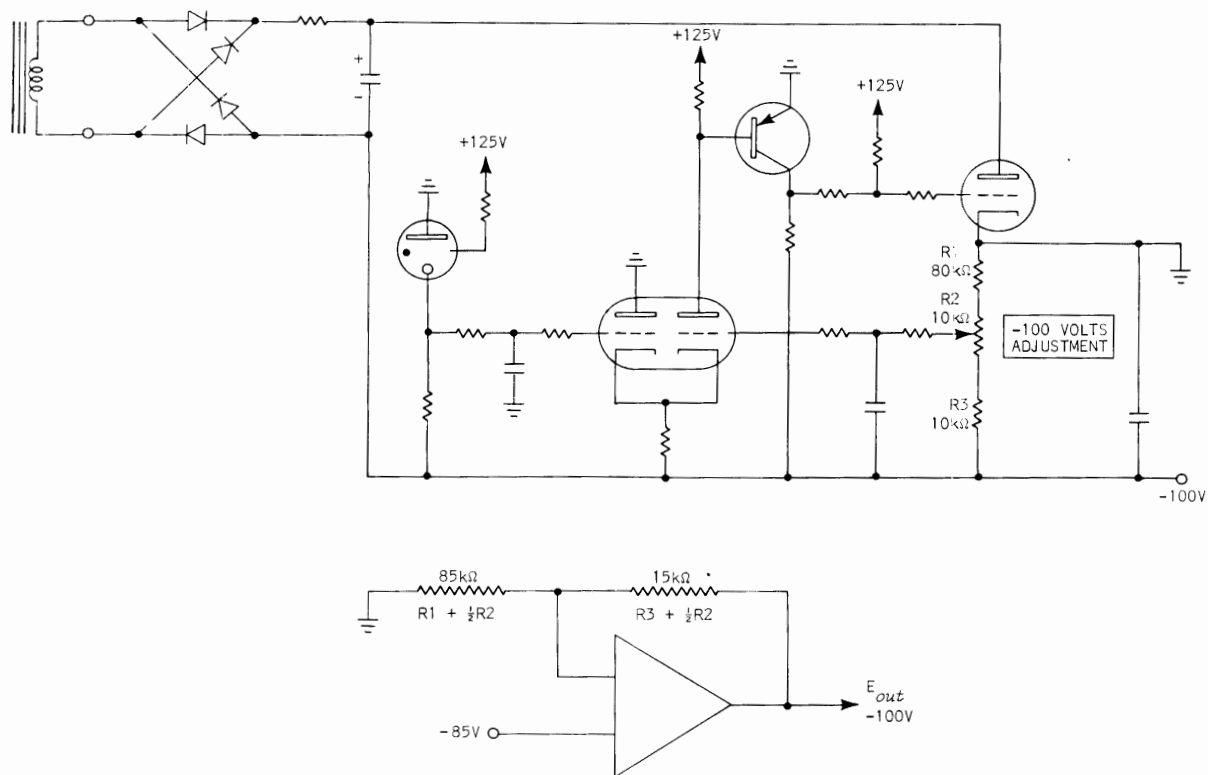 +125V
+125V
+125V
+
-
R1
80kΩ
R2
10kΩ
-100 VOLTS
ADJUSTMENT
R3
10kΩ
-100V
85kΩ
15kΩ
R1 + ½R2
R3 + ½R2
Eout
-100V
-85V